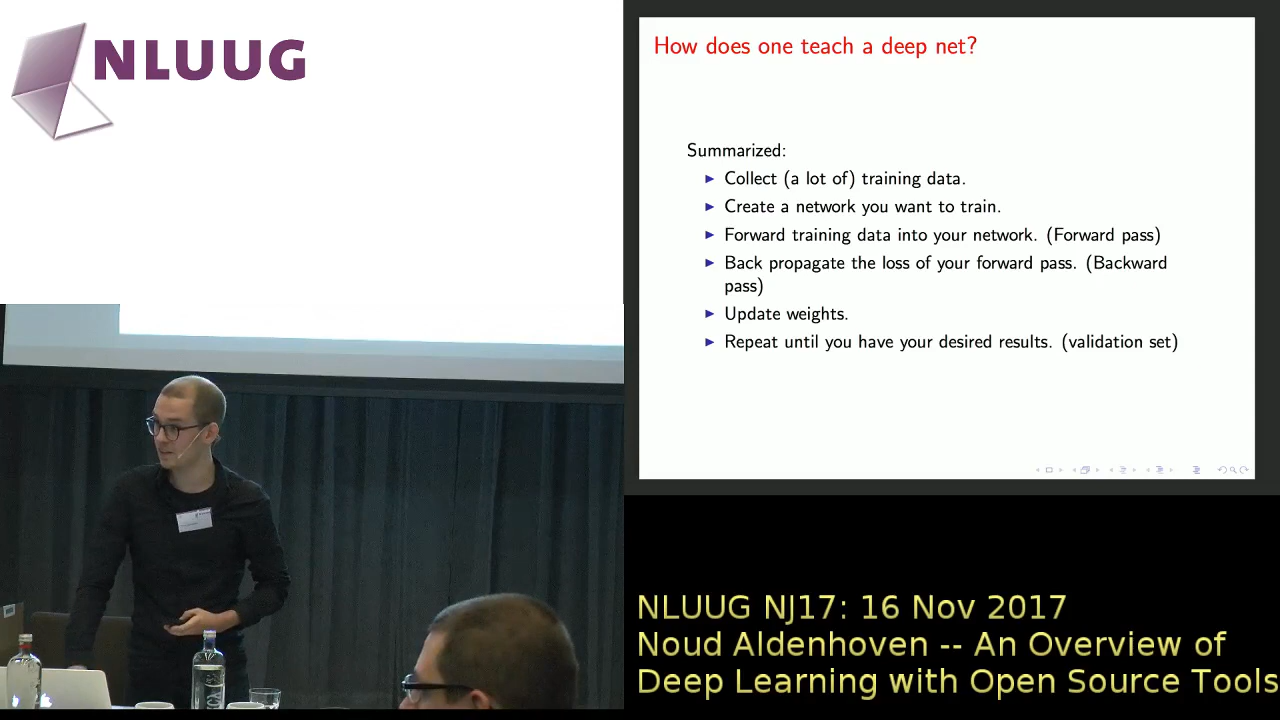 NLUUG
How does one teach a deep net?
Summarized:
Collect (a lot of) training data.
Create a network you want to train.
Forward training data into your network. (Forward pass)
Back propagate the loss of your forward pass. (Backward
pass)
Update weights.
Repeat until you have your desired results. (validation set)
NLUUG NJ17: 16 Nov 2017
Noud Aldenhoven -- An Overview of
Deep Learning with Open Source Tools